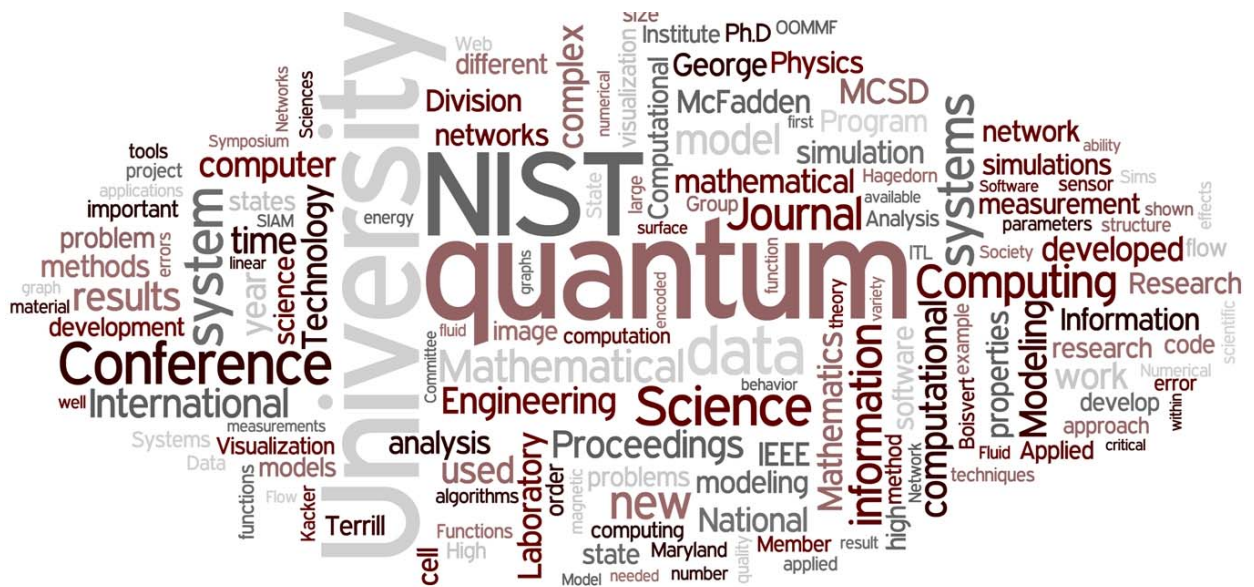 size
Institute Ph.D OOMMF
Web
different
complex
numerical
visualization
Computational
George Physics
McFadden
MCSD
first
Program
model
simulation
Division
networks
University
NIST
quantum
State
large
surface
mathematical
Hagedorn
Group
available
Journal
Analysis
systems
network
ability
simulations
Software
sensor
Sims
measurement
parameters
shown
structure
effects
ITL
Society
developed
flow
Computing
Research
Networks
Sciences
Symposium
tools
project
computer
applications
important
system
states
SIAM
time
linear
energy
problem
errors
methods
graph
results
year
science
Technology
material
development
Conference
well
International
measurements
Systems
Visualization
Data
models
functions
Flow
Kacker
Terrill
graphs
encoded
function
variety
theory
fluid
image
computation
Committee
Mathematical
data
behavior
Engineering
Science
Mathematics
information
software
computational
Boisvert
example
properties
Modeling
Information
research
code
scientific
work
Numerical
error
within
develop
approach
Fluid
Applied
critical
techniques
Network
method
high
analysis
used
algorithms
Laboratory
order
Proceedings
IEEE
problems
modeling
magnetic
new
National
cell
Functions
High
computing
state
Maryland
quality
Member
result
Model
needed
number
applied